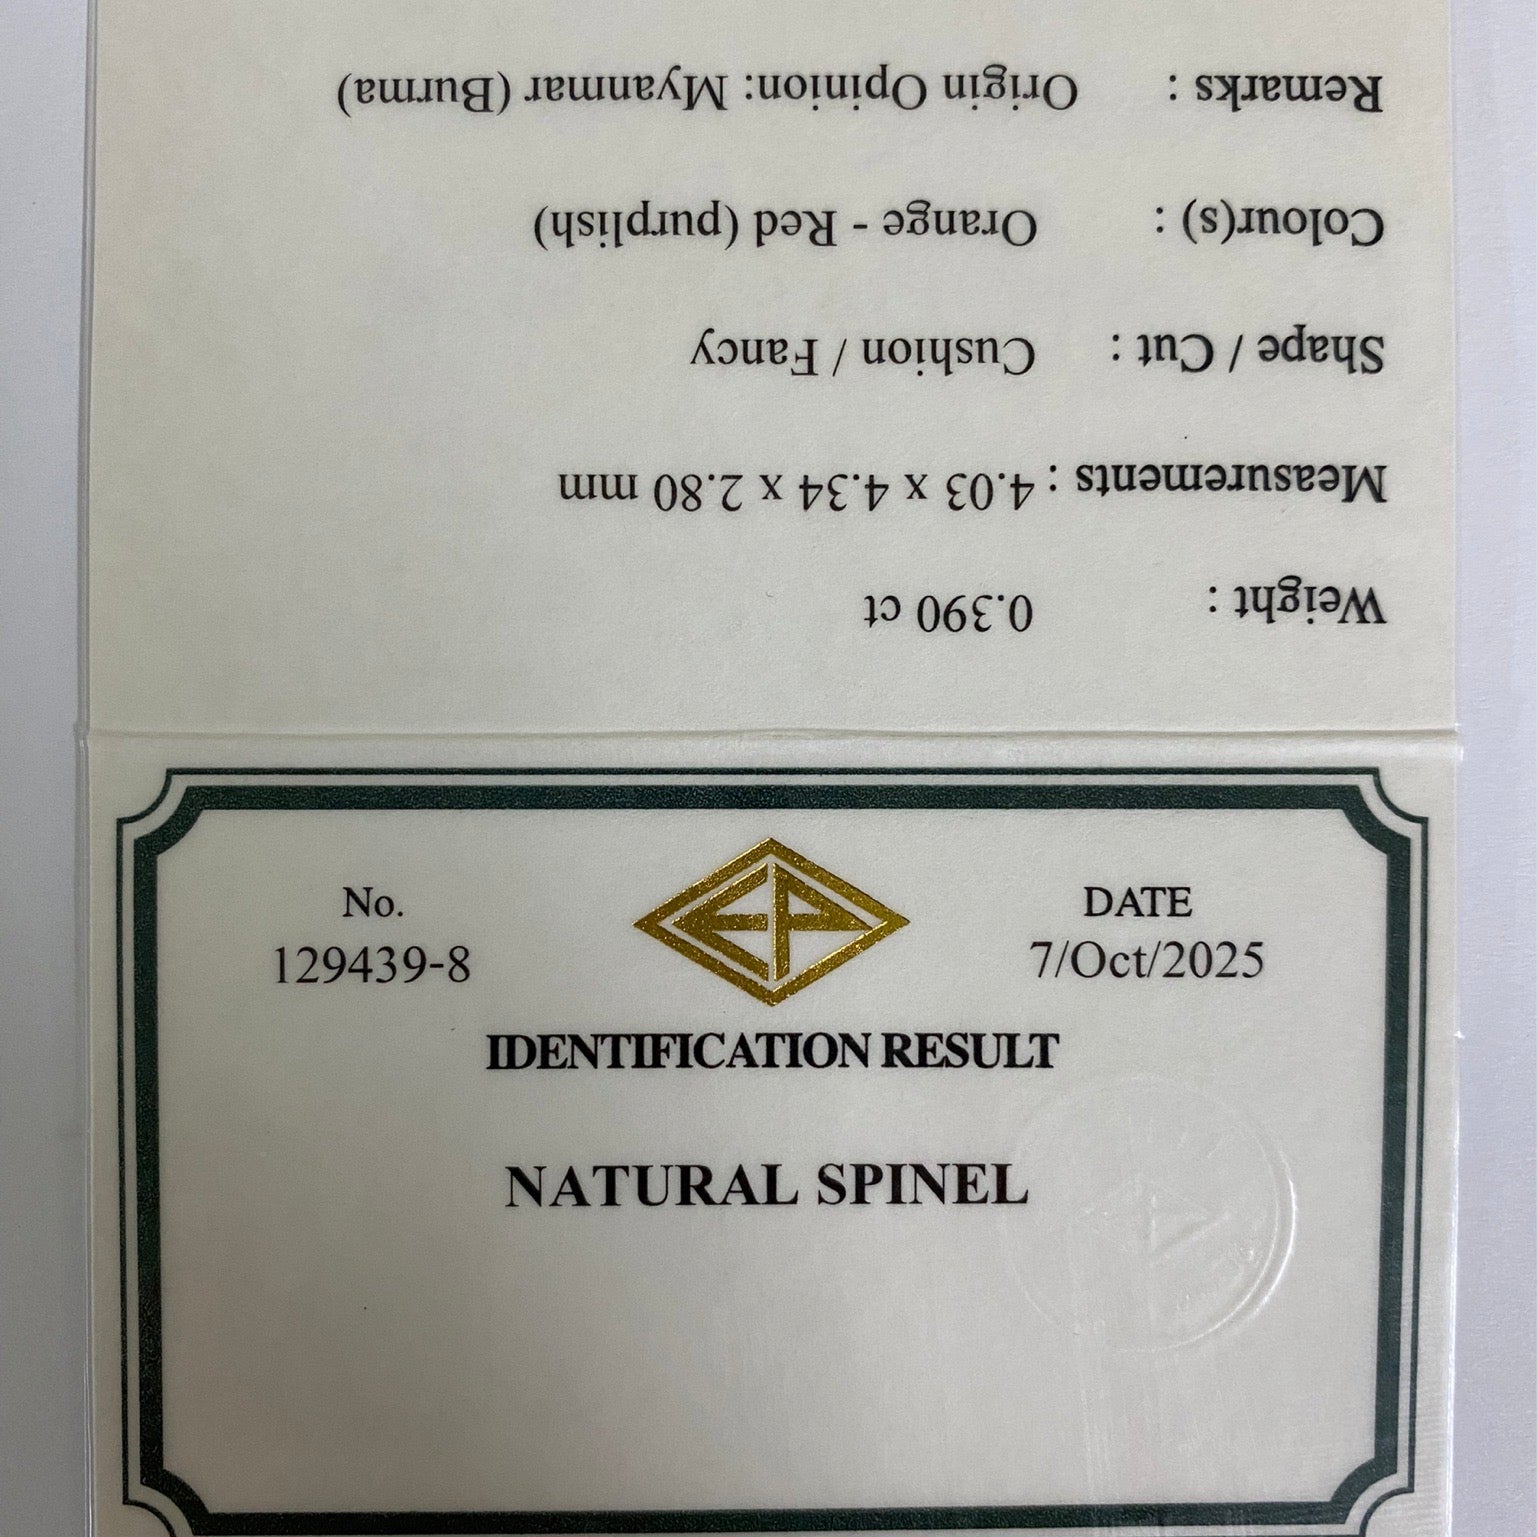 Weight : 0.390 ct
Measurements : 4.03 x 4.34 x 2.80 mm
Shape / Cut : Cushion / Fancy
Colour(s) : Orange - Red (purplish)
Remarks : Origin Opinion: Myanmar (Burma)
No.
129439-8
EP
DATE
7/Oct/2025
IDENTIFICATION RESULT
NATURAL SPINEL